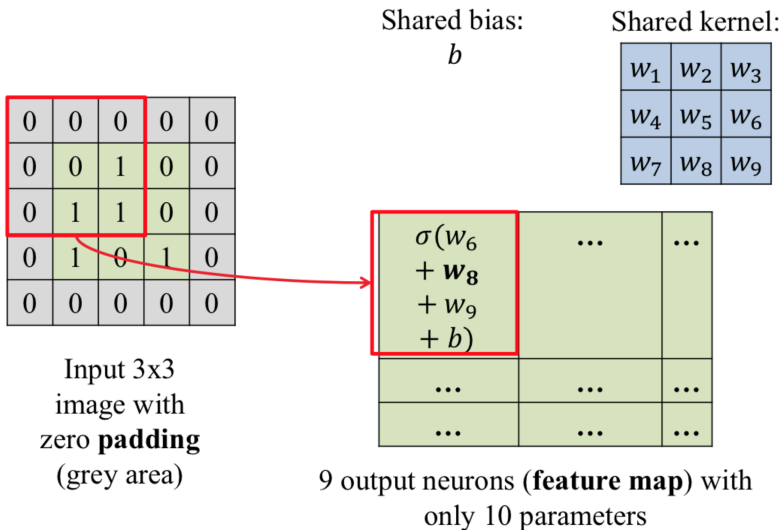 Shared bias:
b
Shared kernel:
w₁ w₂ w₃
w₄ w₅ w₆
w₇ w₈ w₉
0 0 0 0 0
0 0 1 0 0
0 1 1 0 0
0 1 0 1 0
0 0 0 0 0
σ(w₆ ... ...
+ w₈
+ w₉
+ b)
... ... ...
... ... ...
Input 3x3
image with
zero padding
(grey area)
9 output neurons (feature map) with
only 10 parameters